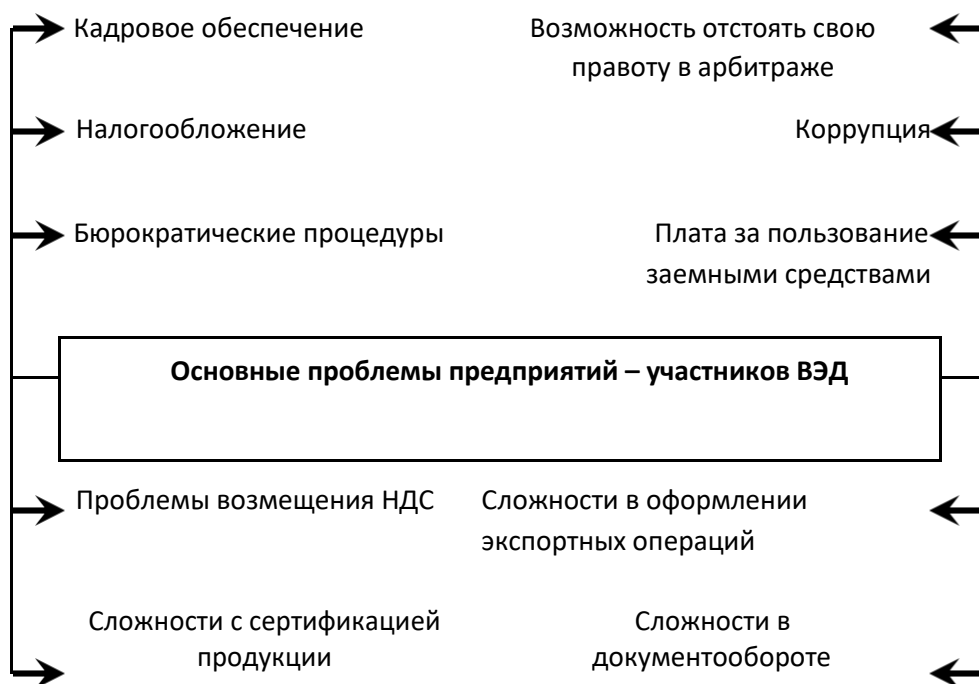 Кадровое обеспечение
Возможность отстоять свою
правоту в арбитраже
Налогообложение
Коррупция
Бюрократические процедуры
Плата за пользование
заемными средствами
Основные проблемы предприятий – участников ВЭД
Проблемы возмещения НДС
Сложности в оформлении
экспортных операций
Сложности с сертификацией
продукции
Сложности в
документообороте